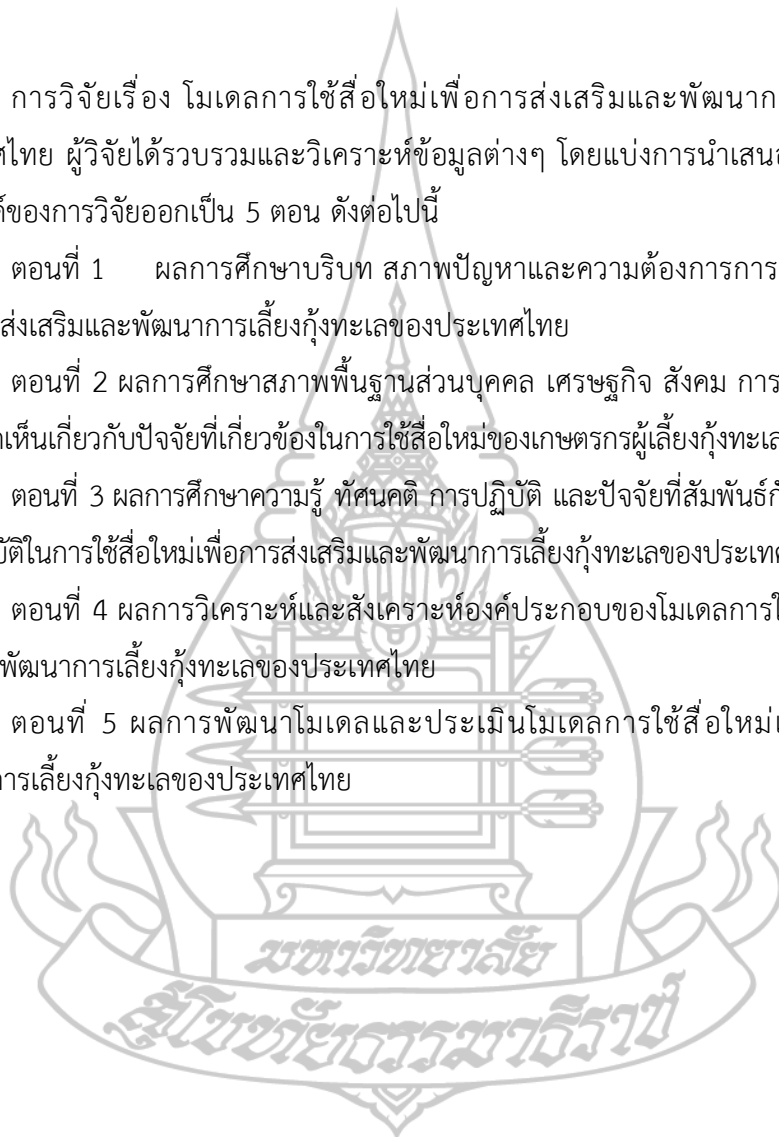 การวิจัยเรื่อง โมเดลการใช้สื่อใหม่เพื่อการส่งเสริมและพัฒนาก
ศไทย ผู้วิจัยได้รวบรวมและวิเคราะห์ข้อมูลต่างๆ โดยแบ่งการนำเสนอ
ค์ของการวิจัยออกเป็น 5 ตอน ดังต่อไปนี้
ตอนที่ 1 ผลการศึกษาบริบท สภาพปัญหาและความต้องการการ
ส่งเสริมและพัฒนาการเลี้ยงกุ้งทะเลของประเทศไทย
ตอนที่ 2 ผลการศึกษาสภาพพื้นฐานส่วนบุคคล เศรษฐกิจ สังคม การ
เห็นเกี่ยวกับปัจจัยที่เกี่ยวข้องในการใช้สื่อใหม่ของเกษตรกรผู้เลี้ยงกุ้งทะเล
ตอนที่ 3 ผลการศึกษาความรู้ ทัศนคติ การปฏิบัติ และปัจจัยที่สัมพันธ์กั
บัติในการใช้สื่อใหม่เพื่อการส่งเสริมและพัฒนาการเลี้ยงกุ้งทะเลของประเทศ
ตอนที่ 4 ผลการวิเคราะห์และสังเคราะห์องค์ประกอบของโมเดลการใ
พัฒนาการเลี้ยงกุ้งทะเลของประเทศไทย
ตอนที่ 5 ผลการพัฒนาโมเดลและประเมินโมเดลการใช้สื่อใหม่เ
การเลี้ยงกุ้งทะเลของประเทศไทย
มหาวิทยาลัย
สุโขทัยธรรมาธิราช